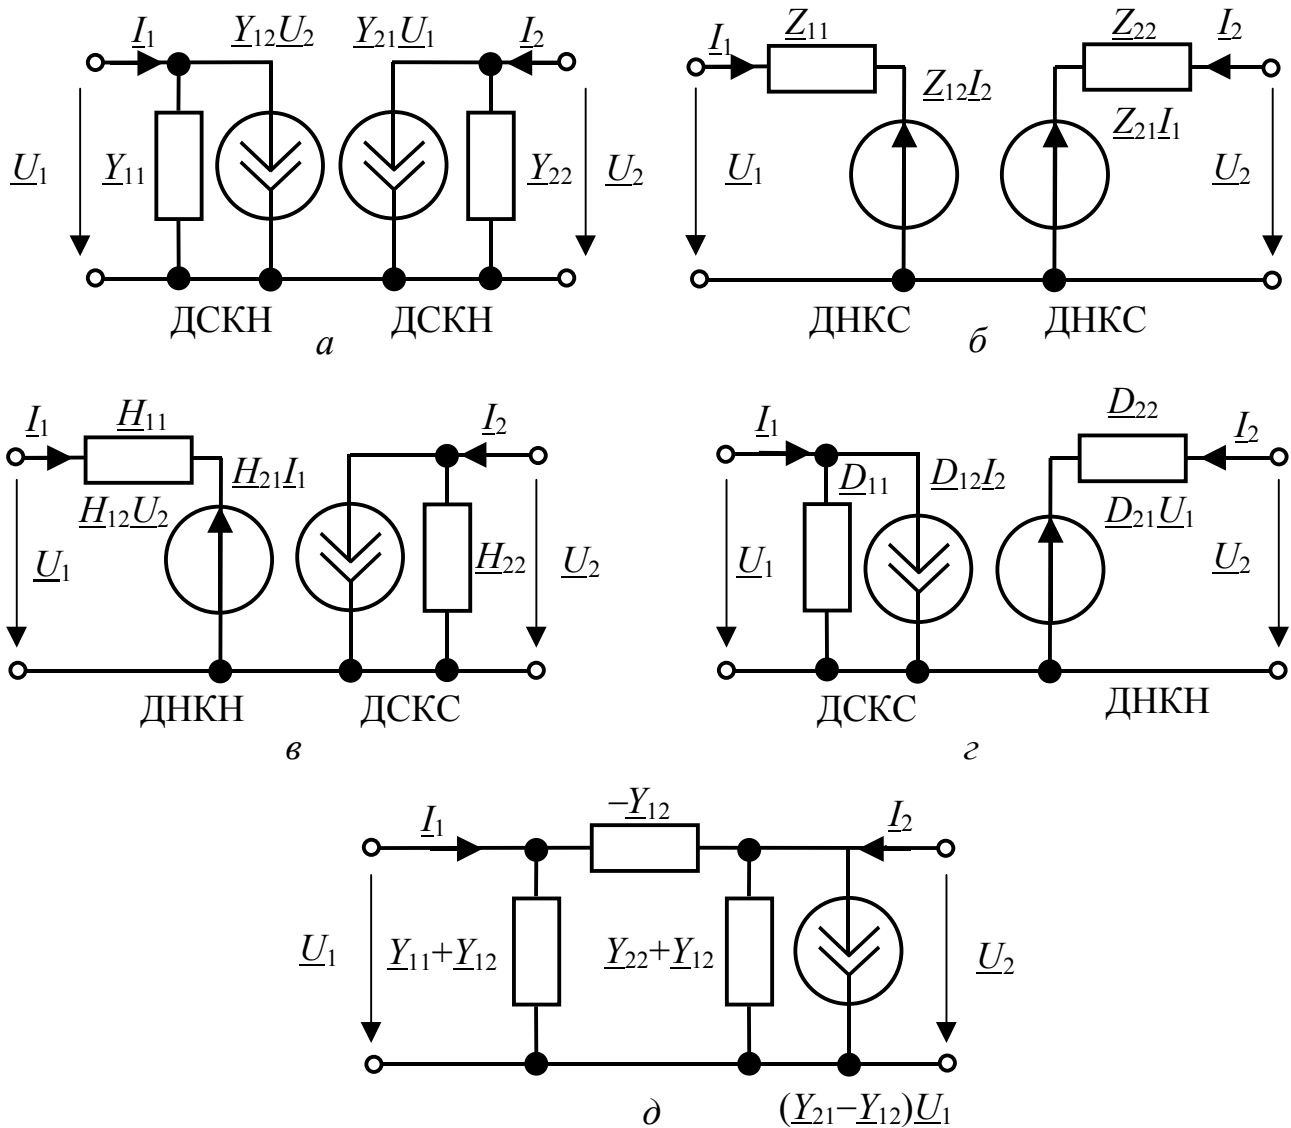 I1 Y12U2 Y21U1 I2
I1 Z11 Z22 I2
Z12I2 Z21I1
U1 Y11 Y22 U2
U1 U2
ДСКН ДСКН
а
ДНКС ДНКС
б
I1 H11 I2
H21I1
H12U2
U1 H22 U2
ДНКН ДСКС
в
I1 D22 I2
D11 D12I2
D21U1
U1 U2
ДСКС ДНКН
г
I1 –Y12 I2
U1 Y11+Y12 Y22+Y12 U2
д (Y21–Y12)U1